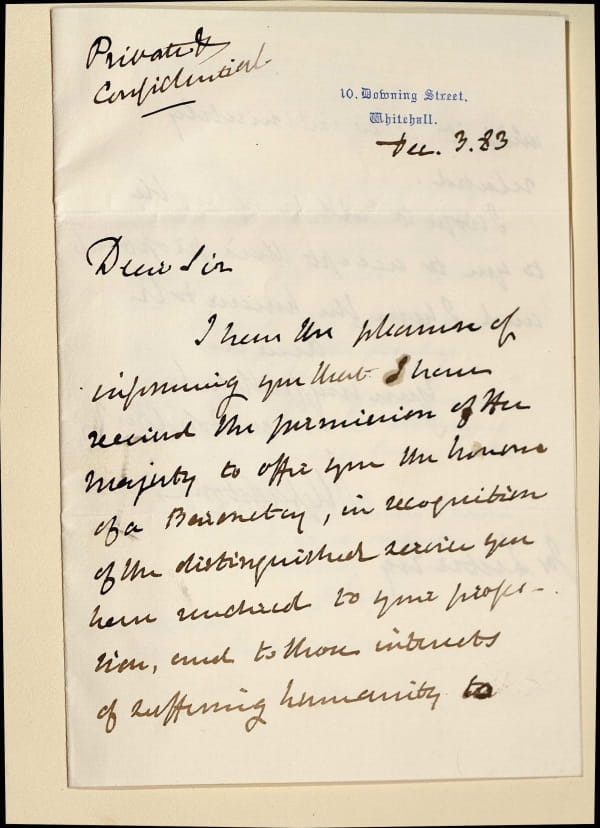 Private &
Confidential
10. Downing Street.
Whitehall.
Dec. 3. 83
Dear Sir
I have the pleasure of
informing you that I have
received the permission of Her
Majesty to offer you the honour
of a Baronetcy, in recognition
of the distinguished service you
have rendered to your profes-
sion, and to those interests
of suffering humanity to